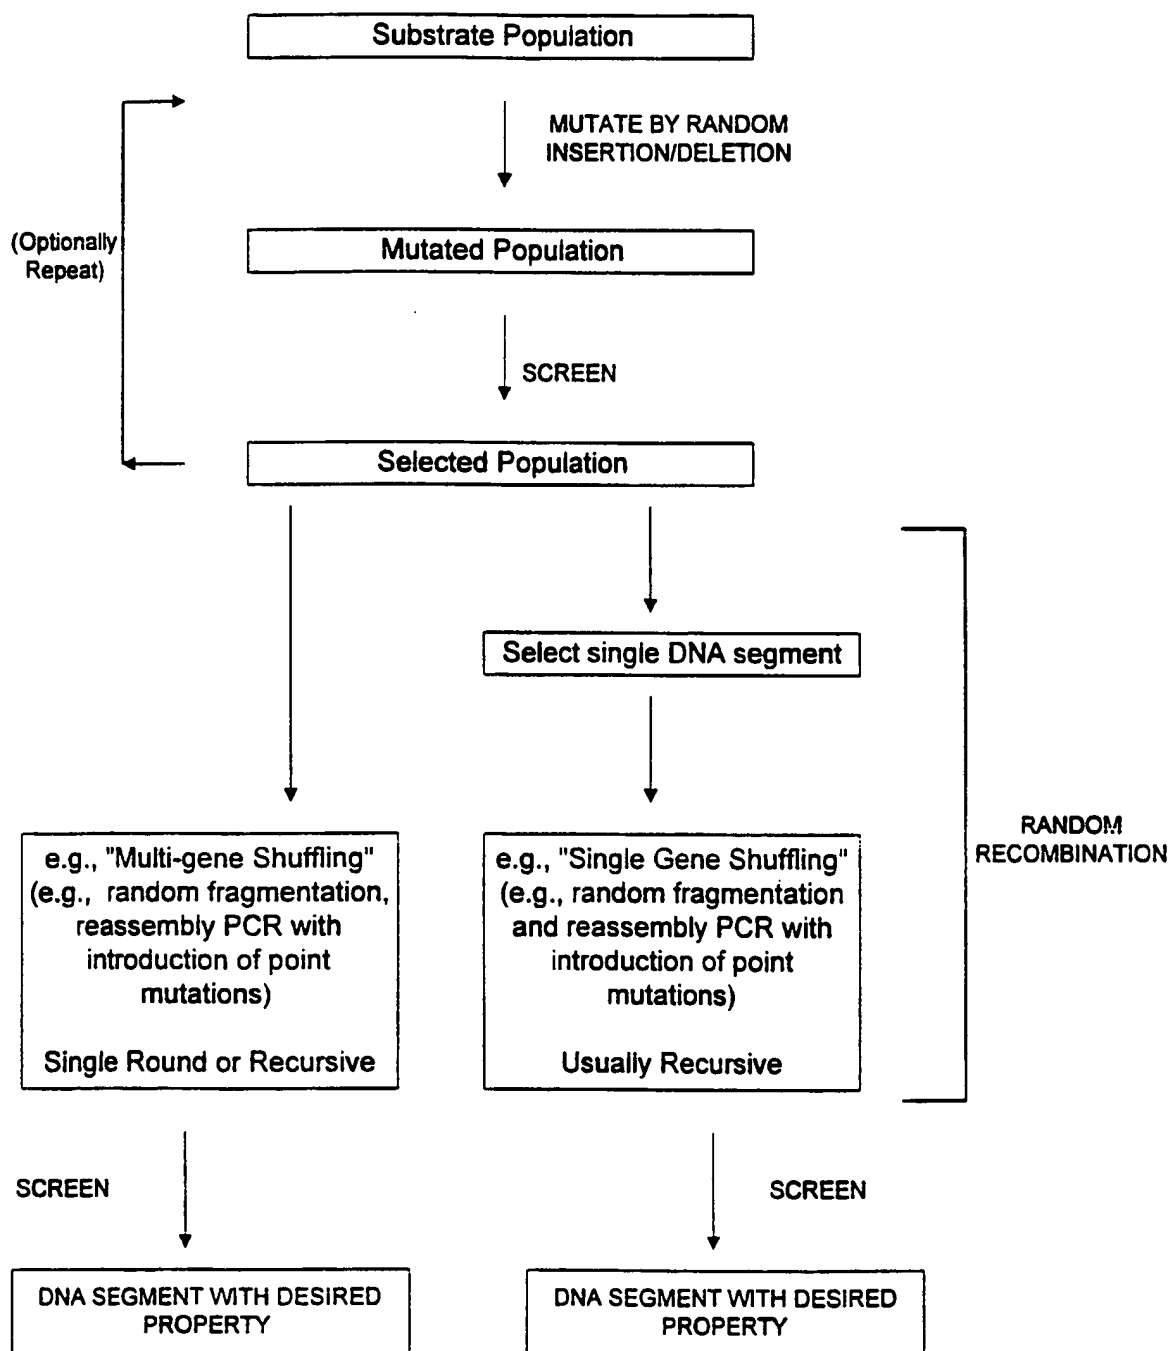 Substrate Population
MUTATE BY RANDOM
INSERTION/DELETION
(Optionally
Repeat)
Mutated Population
SCREEN
Selected Population
Select single DNA segment
e.g., "Multi-gene Shuffling"
(e.g., random fragmentation,
reassembly PCR with
introduction of point
mutations)
Single Round or Recursive
e.g., "Single Gene Shuffling"
(e.g., random fragmentation
and reassembly PCR with
introduction of point
mutations)
Usually Recursive
RANDOM
RECOMBINATION
SCREEN
SCREEN
DNA SEGMENT WITH DESIRED
PROPERTY
DNA SEGMENT WITH DESIRED
PROPERTY